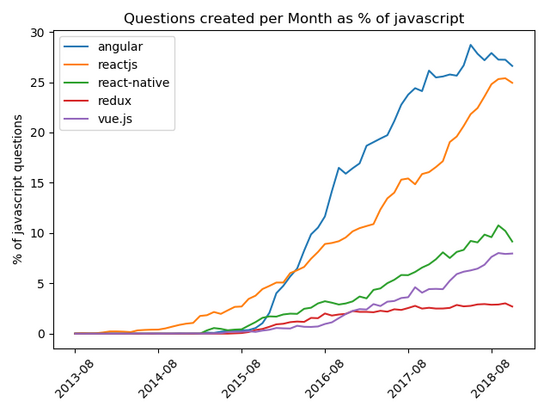 Questions created per Month as % of javascript
% of javascript questions
30
25
20
15
10
5
0
angular
reactjs
react-native
redux
vue.js
2013-08
2014-08
2015-08
2016-08
2017-08
2018-08